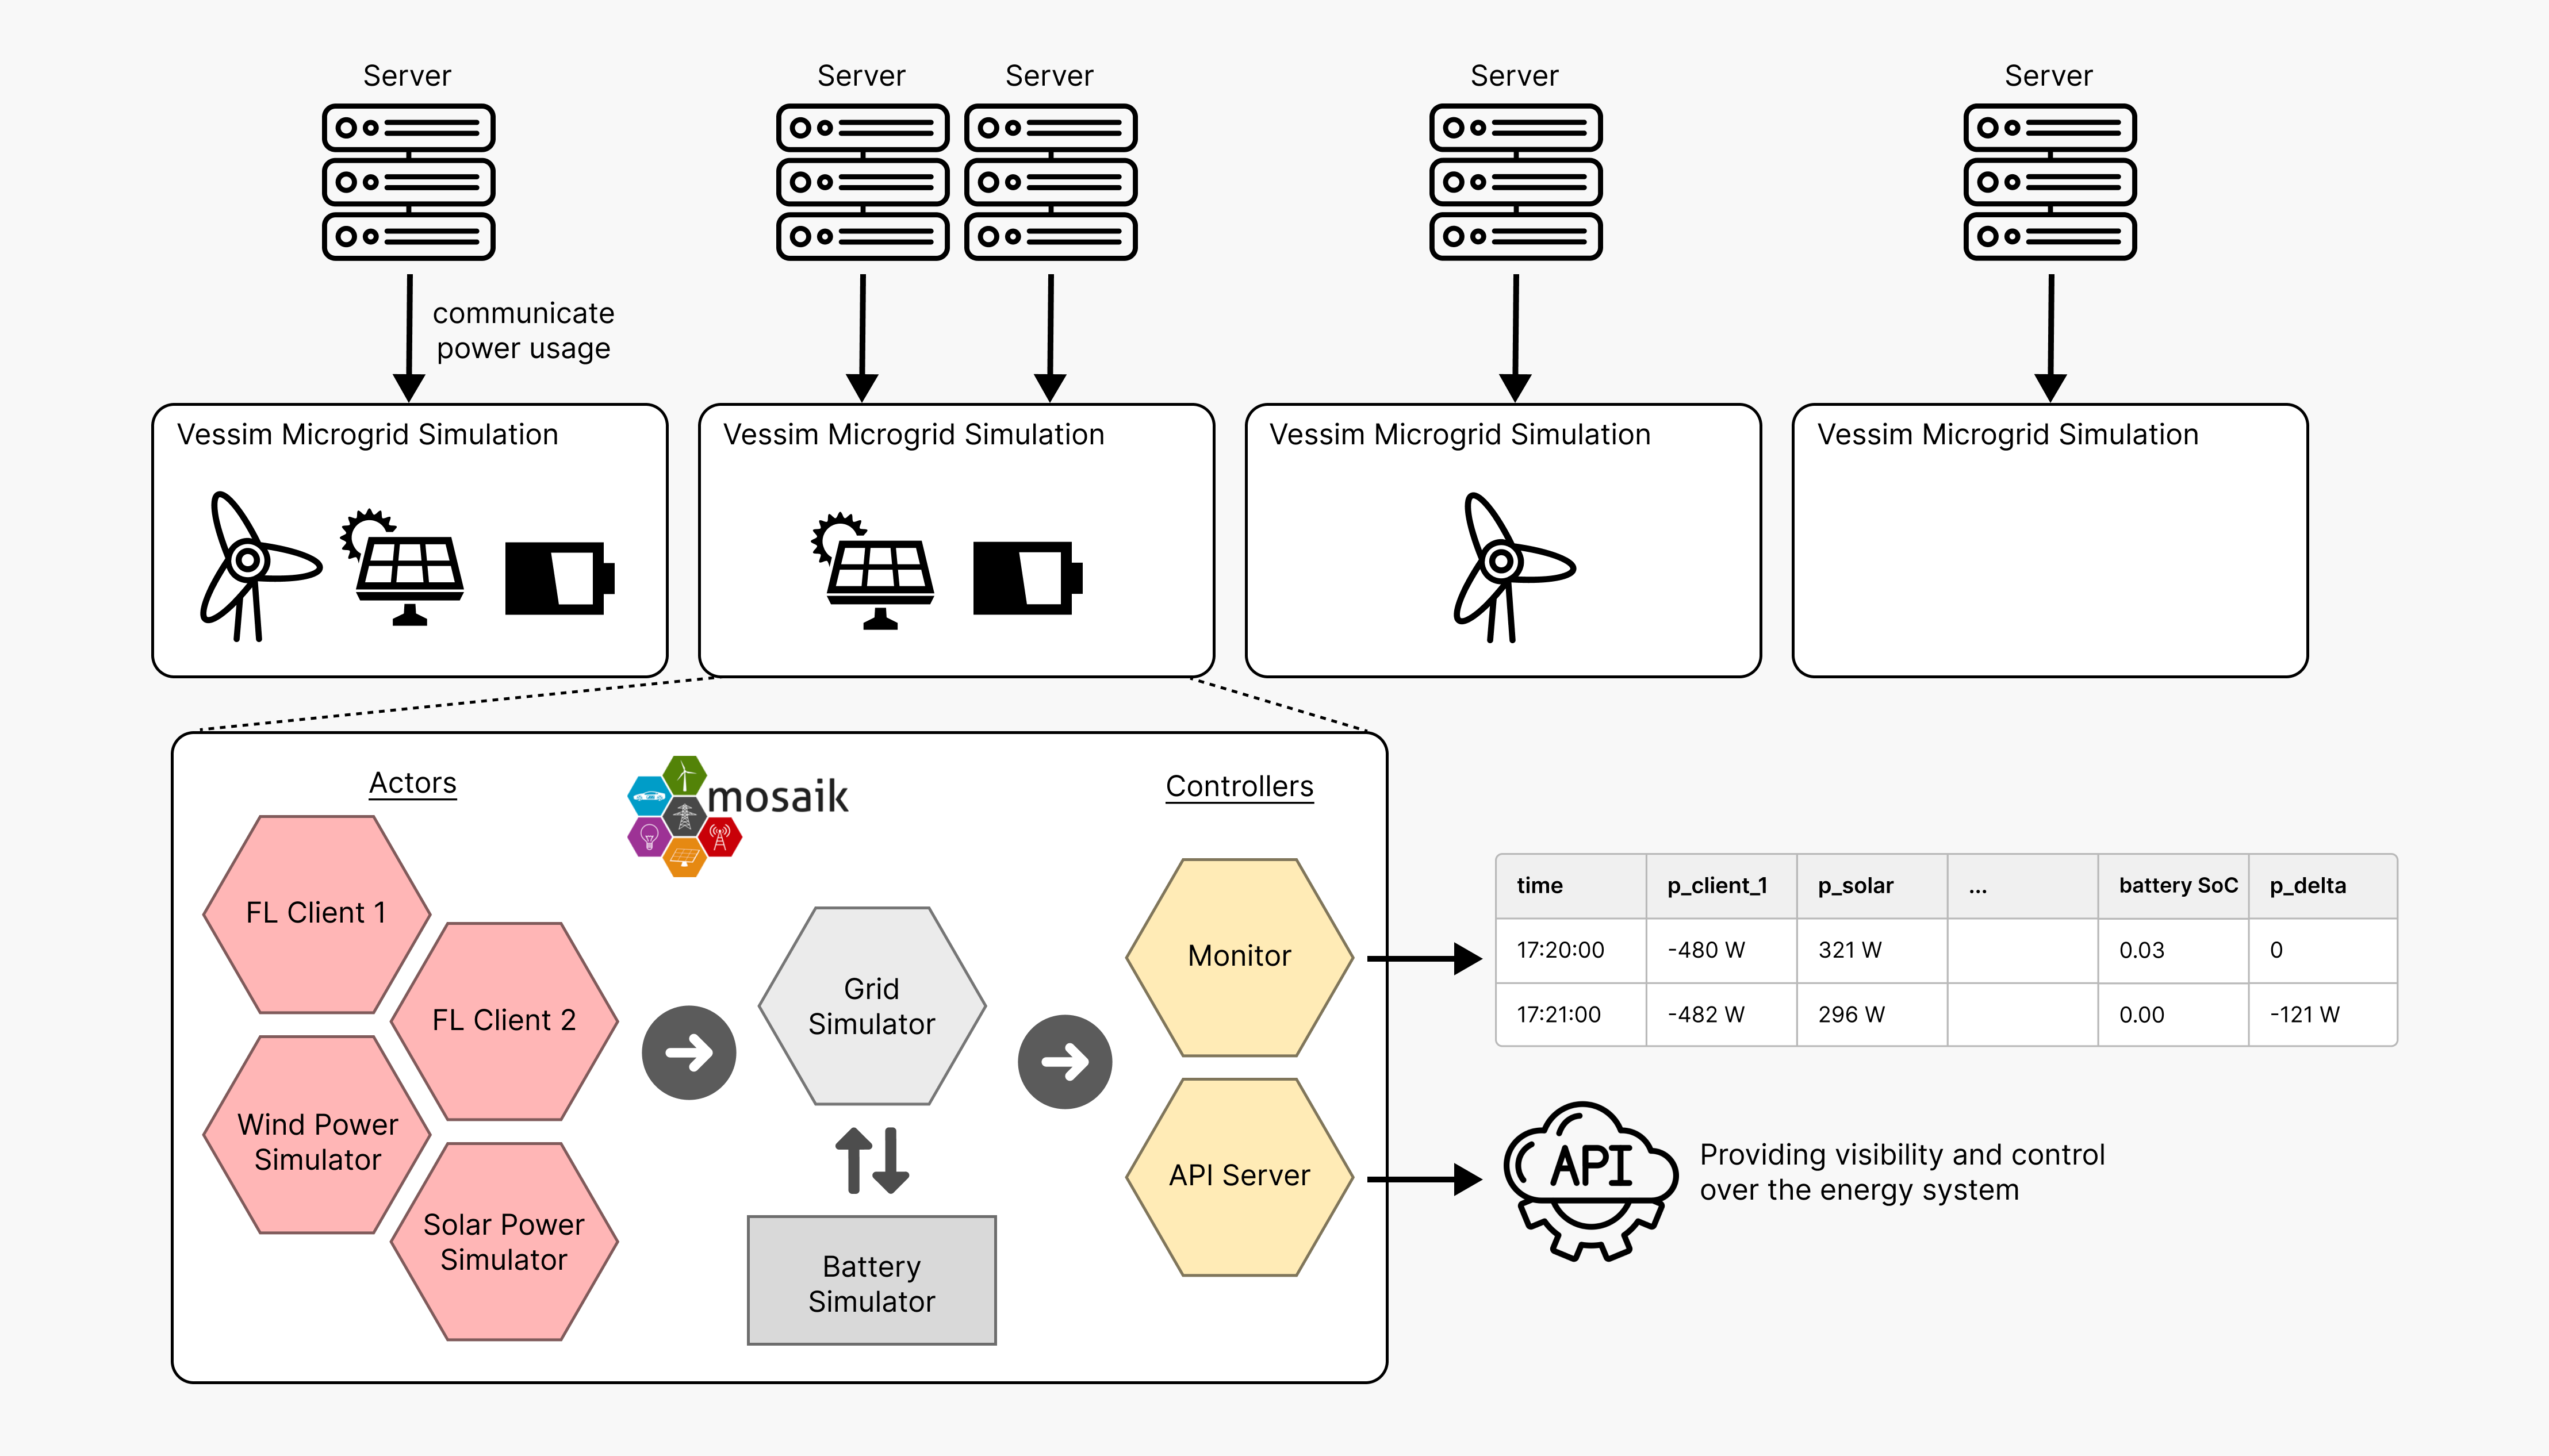 Server
Server
Server
Server
Server
communicate
power usage
Vessim Microgrid Simulation
Vessim Microgrid Simulation
Vessim Microgrid Simulation
Vessim Microgrid Simulation
Actors
mosaik
Controllers
FL Client 1
FL Client 2
Wind Power
Simulator
Solar Power
Simulator
Grid
Simulator
Battery
Simulator
Monitor
API Server
time p_client_1 p_solar ... battery SoC p_delta
17:20:00 -480 W 321 W 0.03 0
17:21:00 -482 W 296 W 0.00 -121 W
API
Providing visibility and control
over the energy system